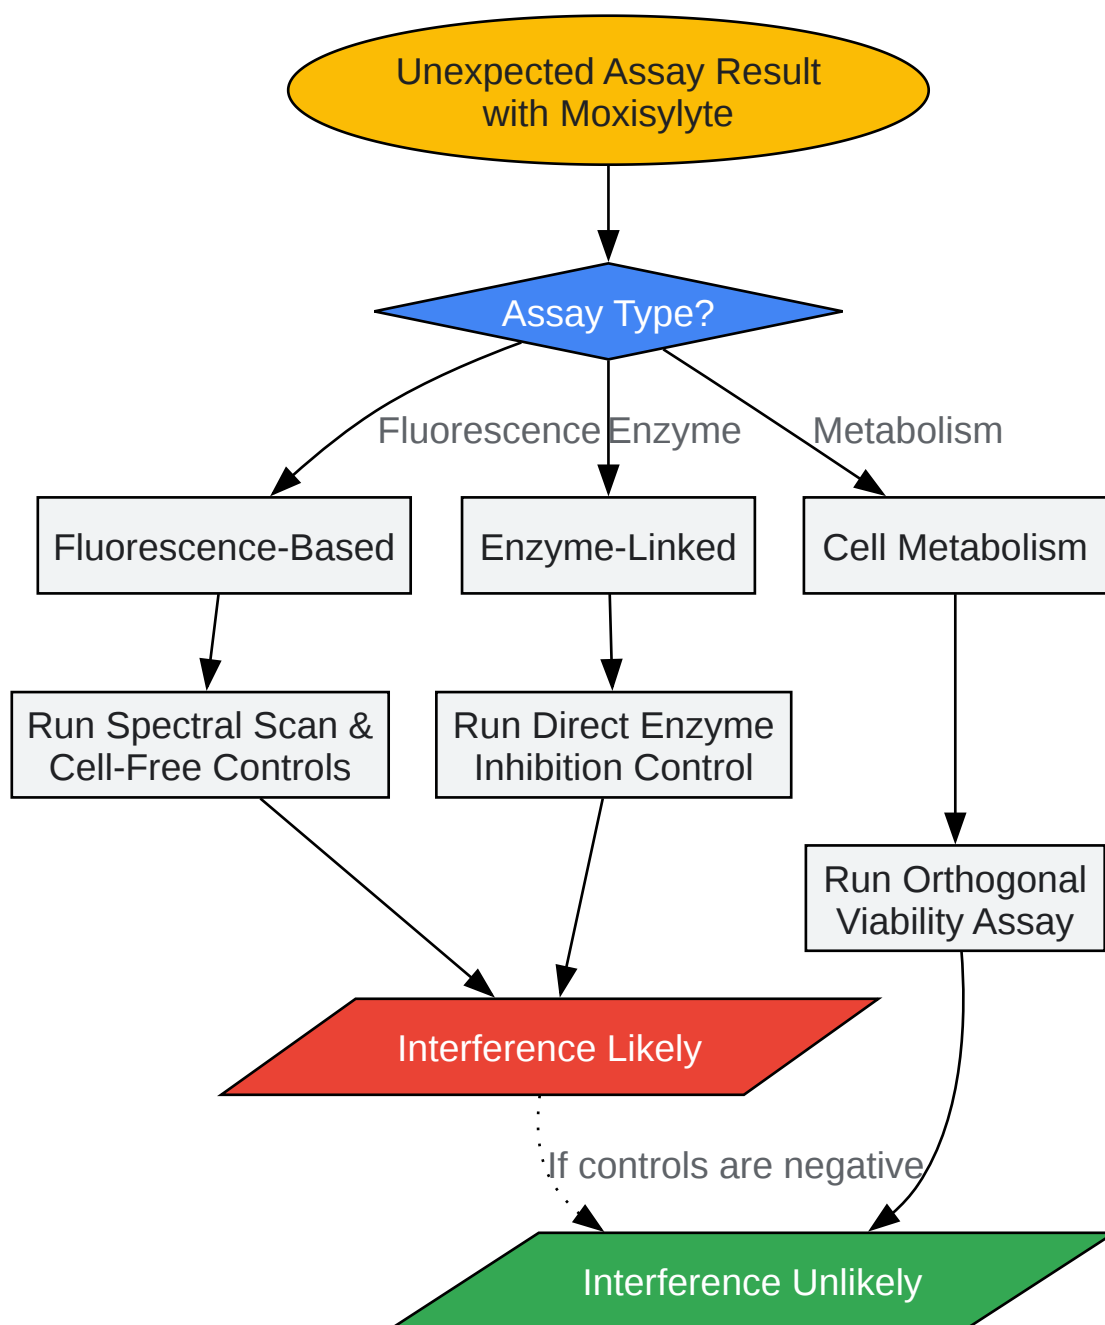 Unexpected Assay Result
with Moxisylyte
Assay Type?
Fluorescence
Enzyme
Metabolism
Fluorescence-Based
Enzyme-Linked
Cell Metabolism
Run Spectral Scan &
Cell-Free Controls
Run Direct Enzyme
Inhibition Control
Run Orthogonal
Viability Assay
Interference Likely
If controls are negative
Interference Unlikely